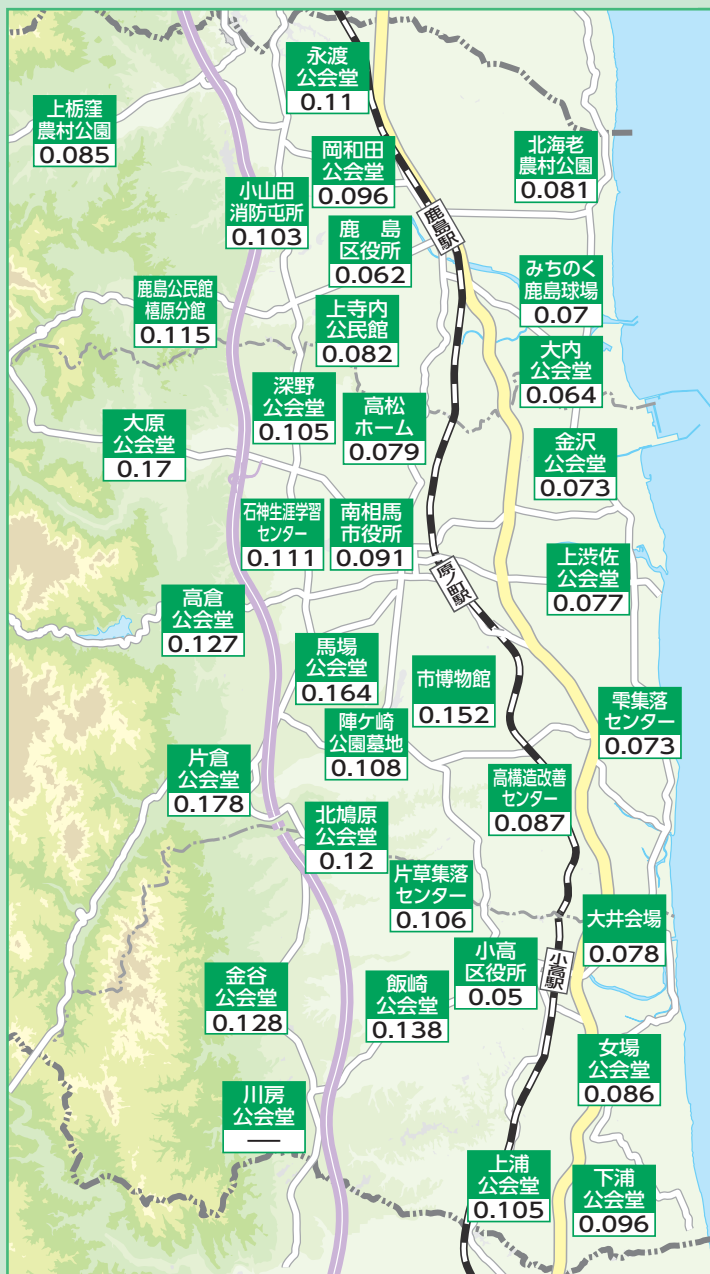 永渡
公会堂
0.11
上栃窪
農村公園
0.085
岡和田
公会堂
0.096
北海老
農村公園
0.081
小山田
消防屯所
0.103
鹿島駅
鹿 島
区役所
0.062
みちのく
鹿島球場
0.07
鹿島公民館
橲原分館
0.115
上寺内
公民館
0.082
大内
公会堂
0.064
深野
公会堂
0.105
高松
ホーム
0.079
大原
公会堂
0.17
金沢
公会堂
0.073
石神生涯学習
センター
0.111
南相馬
市役所
0.091
原ノ町駅
上渋佐
公会堂
0.077
高倉
公会堂
0.127
馬場
公会堂
0.164
市博物館
0.152
雫集落
センター
0.073
陣ケ崎
公園墓地
0.108
片倉
公会堂
0.178
高構造改善
センター
0.087
北鳩原
公会堂
0.12
片草集落
センター
0.106
大井会場
0.078
小高
区役所
0.05
小高駅
金谷
公会堂
0.128
飯崎
公会堂
0.138
女場
公会堂
0.086
川房
公会堂
―
上浦
公会堂
0.105
下浦
公会堂
0.096